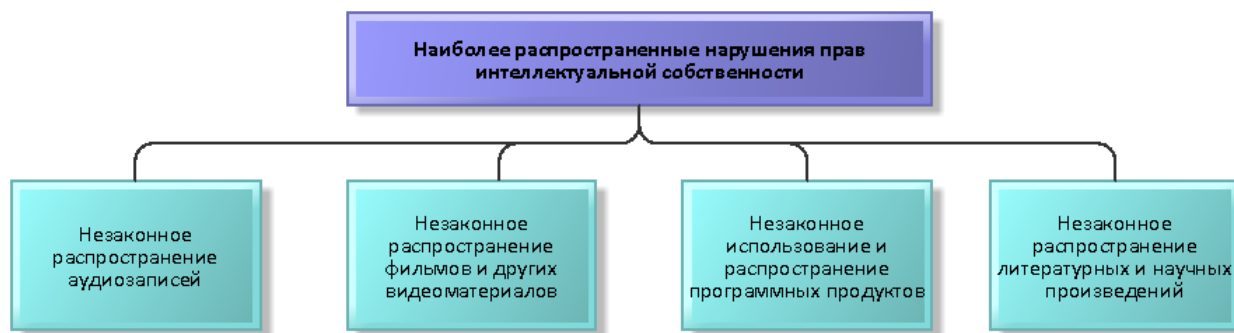 Наиболее распространенные нарушения прав
интеллектуальной собственности
Незаконное
распространение
аудиозаписей
Незаконное
распространение
фильмов и других
видеоматериалов
Незаконное
использование и
распространение
программных продуктов
Незаконное
распространение
литературных и научных
произведений